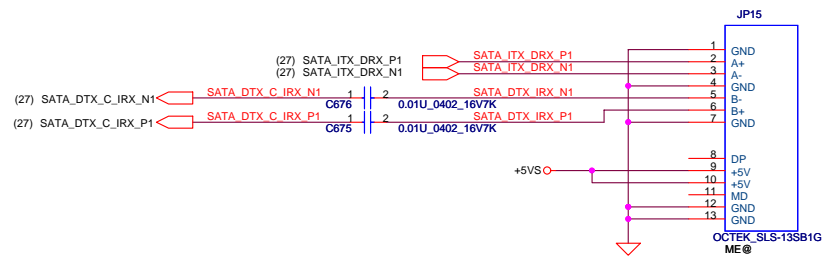 JP15
1 GND
(27) SATA_ITX_DRX_P1 SATA_ITX_DRX_P1 2 A+
(27) SATA_ITX_DRX_N1 SATA_ITX_DRX_N1 3 A-
4 GND
(27) SATA_DTX_C_IRX_N1 SATA_DTX_C_IRX_N1 1 2 SATA_DTX_IRX_N1 5 B-
C676 0.01U_0402_16V7K 6 B+
(27) SATA_DTX_C_IRX_P1 SATA_DTX_C_IRX_P1 1 2 SATA_DTX_IRX_P1 7 GND
C675 0.01U_0402_16V7K
8 DP
+5VS 9 +5V
10 +5V
11 MD
12 GND
13 GND
OCTEK_SLS-13SB1G
ME@